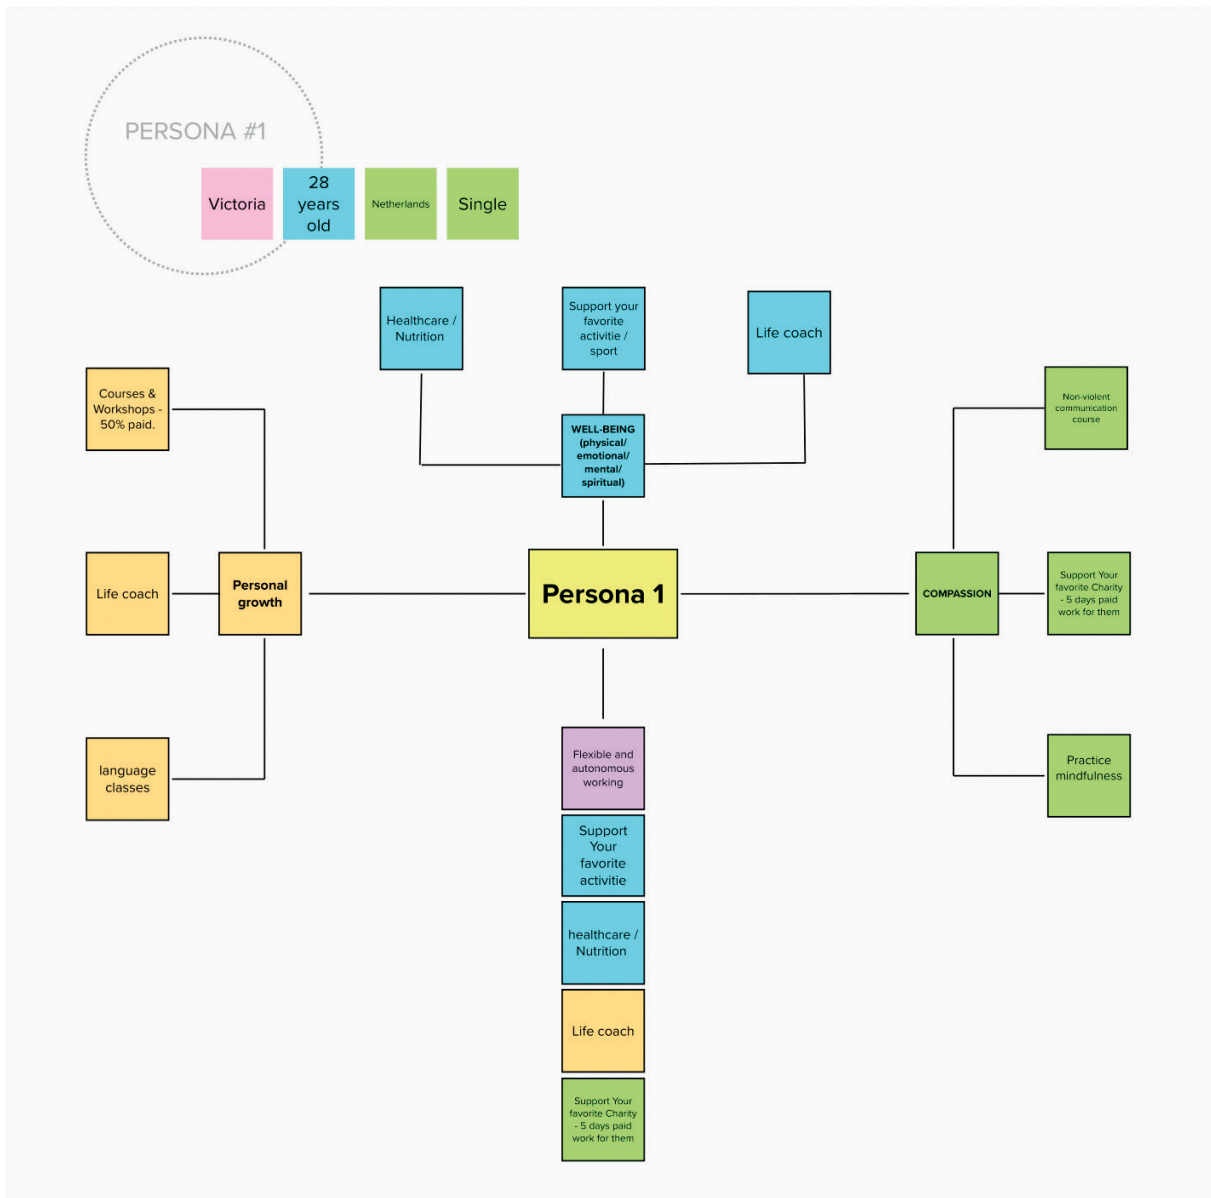 PERSONA #1
Victoria
28
years
old
Netherlands
Single
Healthcare /
Nutrition
Support your
favorite
activitie /
sport
Life coach
Courses &
Workshops -
50% paid.
Non-violent
communication
course
WELL-BEING
(physical/
emotional/
mental/
spiritual)
Life coach
Personal
growth
Persona 1
COMPASSION
Support Your
favorite Charity
- 5 days paid
work for them
language
classes
Practice
mindfulness
Flexible and
autonomous
working
Support
Your
favorite
activitie
healthcare /
Nutrition
Life coach
Support Your
favorite Charity
- 5 days paid
work for them